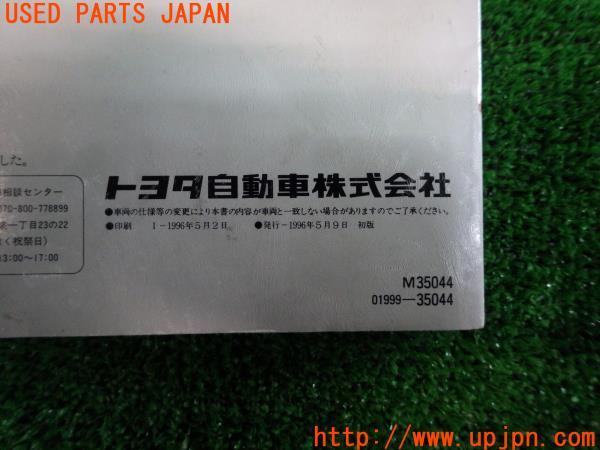 USED PARTS JAPAN
した。
相談センター
070-800-778899
一丁目23の22
く祝祭日)
13:00〜17:00
トヨタ自動車株式会社
●車両の仕様等の変更により本書の内容が車両と一致しない場合がありますのでご了承ください。
●印刷 I－1996年5月2日 ●発行－1996年5月9日 初版
M35044
01999―35044
http://www.upjpn.com/